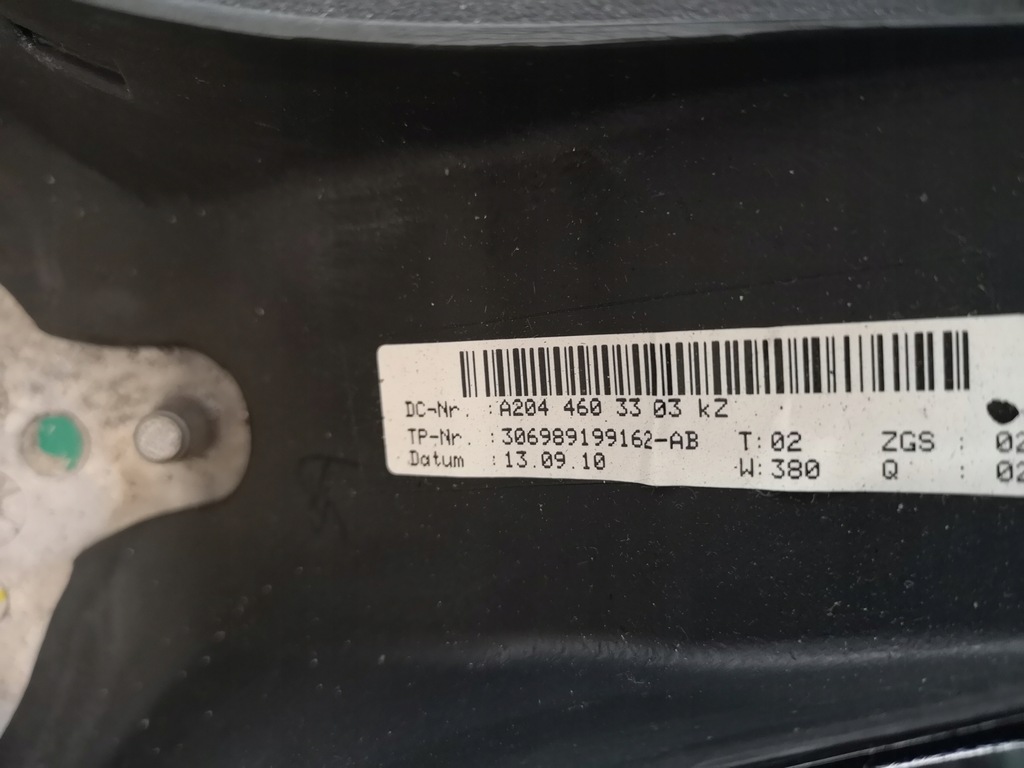 DC-Nr. :A204 460 33 03 kZ
TP-Nr. :306989199162-AB T:02 ZGS : 02
Datum :13.09.10 W:380 Q : 02